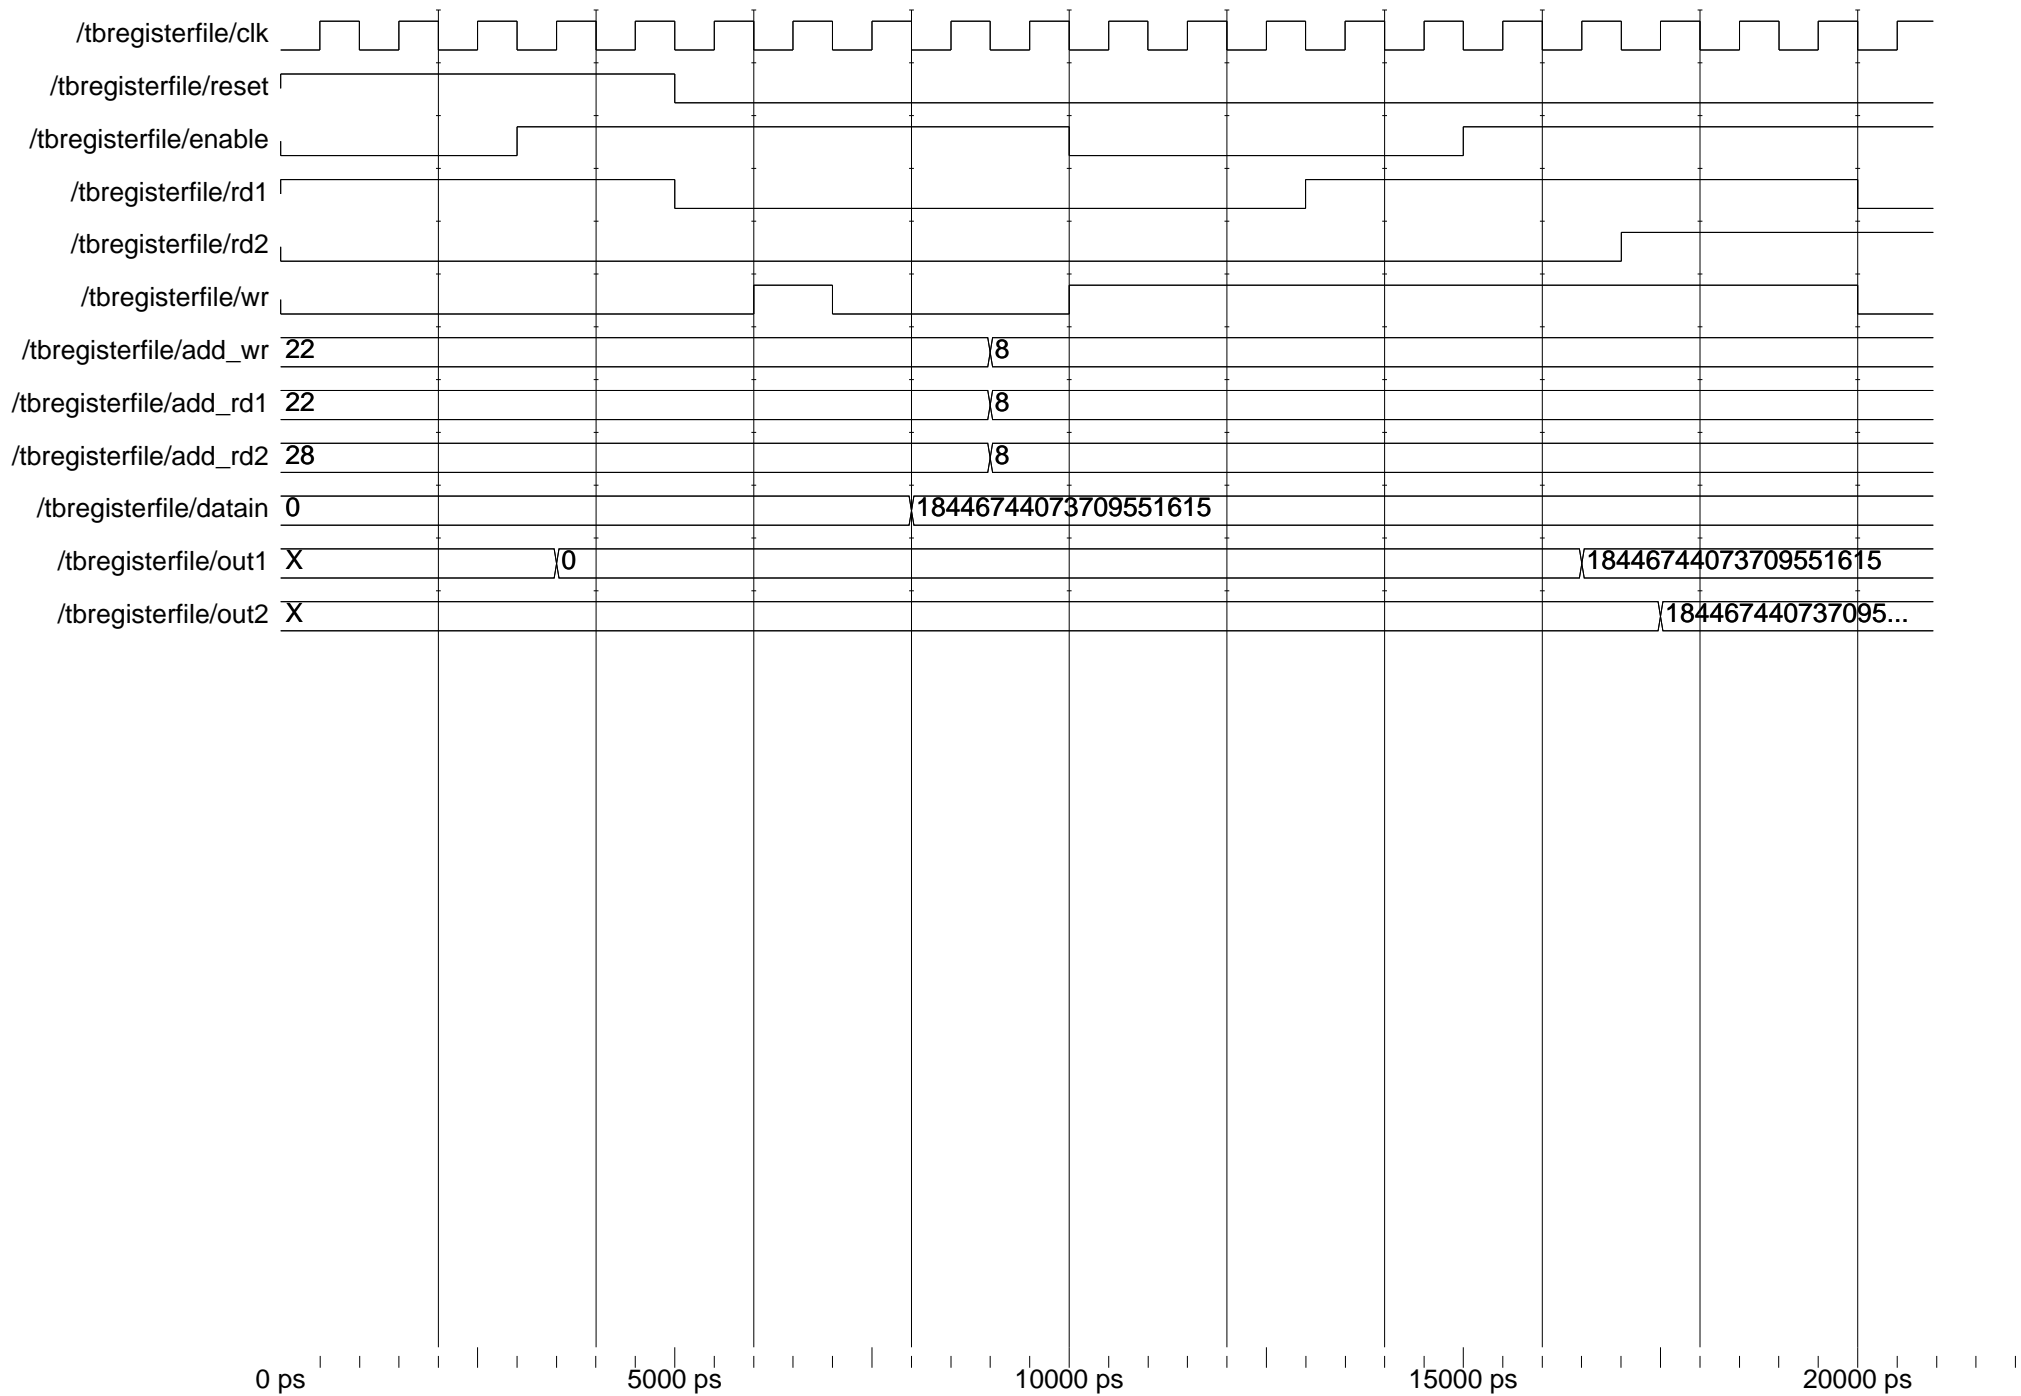 /tbregisterfile/clk
/tbregisterfile/reset
/tbregisterfile/enable
/tbregisterfile/rd1
/tbregisterfile/rd2
/tbregisterfile/wr
/tbregisterfile/add_wr 22 8
/tbregisterfile/add_rd1 22 8
/tbregisterfile/add_rd2 28 8
/tbregisterfile/datain 0 18446744073709551615
/tbregisterfile/out1 X 0 18446744073709551615
/tbregisterfile/out2 X 184467440737095...
0 ps 5000 ps 10000 ps 15000 ps 20000 ps